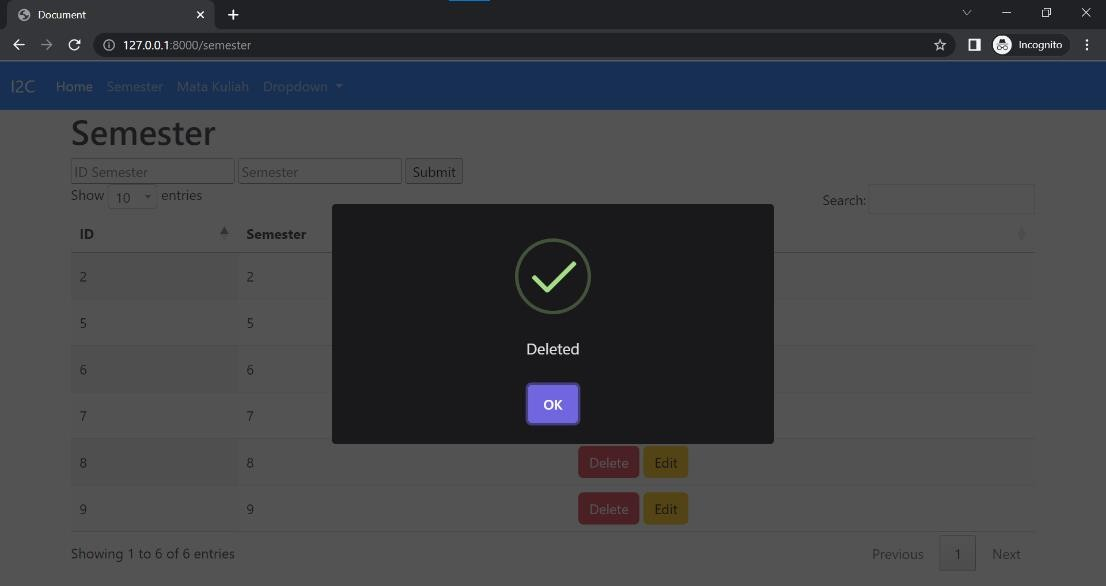 Document
127.0.0.1:8000/semester
Incognito
I2C Home Semester Mata Kuliah Dropdown
Semester
ID Semester Semester Submit
Show 10 entries
Search:
ID Semester
2 2
5 5
6 6
7 7
8 8 Delete Edit
9 9 Delete Edit
Deleted
OK
Showing 1 to 6 of 6 entries
Previous 1 Next